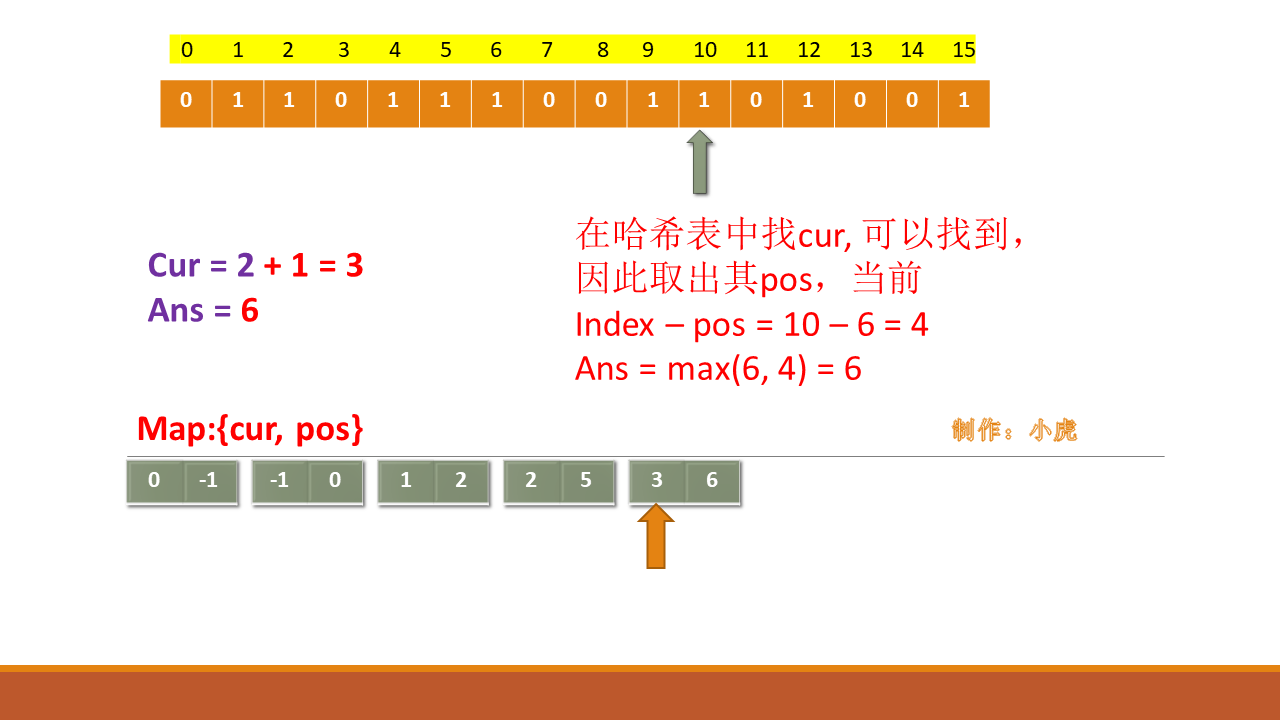 0 1 2 3 4 5 6 7 8 9 10 11 12 13 14 15
0 1 1 0 1 1 1 0 0 1 1 0 1 0 0 1
Cur = 2 + 1 = 3
Ans = 6
在哈希表中找cur, 可以找到，
因此取出其pos，当前
Index – pos = 10 – 6 = 4
Ans = max(6, 4) = 6
Map:{cur, pos}
制作：小虎
0 -1 -1 0 1 2 2 5 3 6